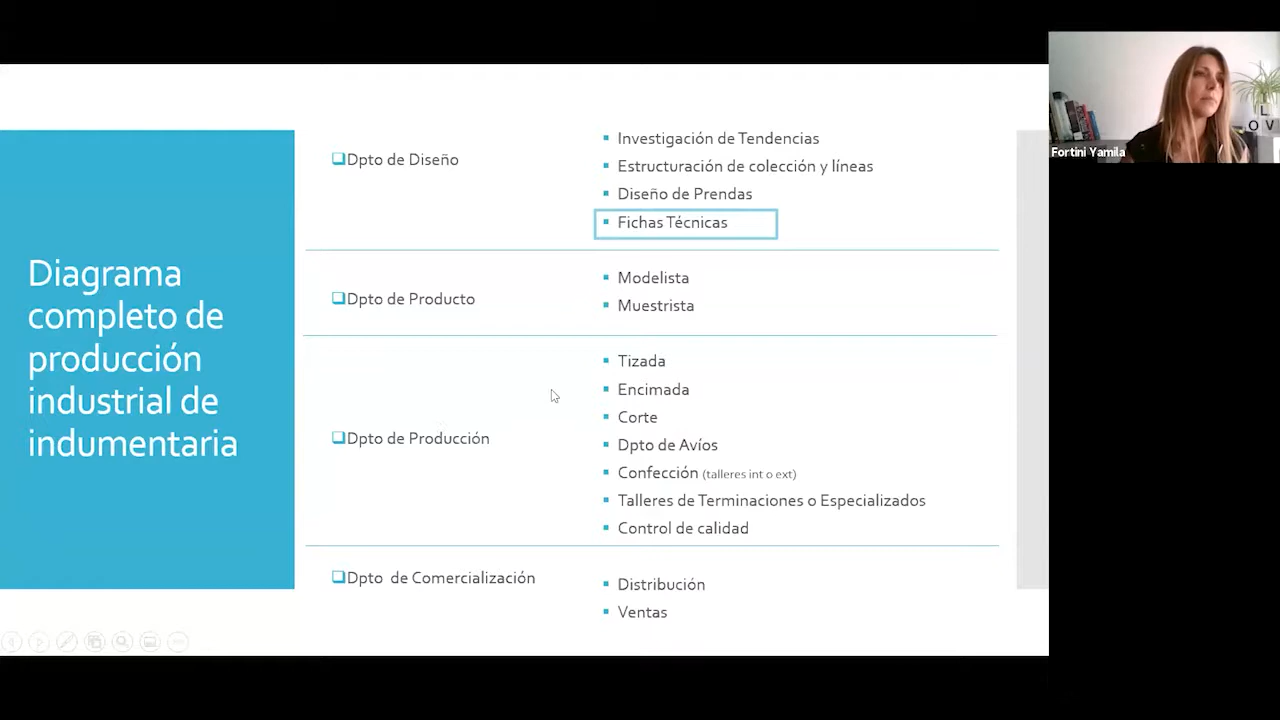 Diagrama
completo de
producción
industrial de
indumentaria
Dpto de Diseño
Investigación de Tendencias
Estructuración de colección y líneas
Diseño de Prendas
Fichas Técnicas
Dpto de Producto
Modelista
Muestrista
Dpto de Producción
Tizada
Encimada
Corte
Dpto de Avíos
Confección (talleres int o ext)
Talleres de Terminaciones o Especializados
Control de calidad
Dpto de Comercialización
Distribución
Ventas
Fortini Yamila
L
O V